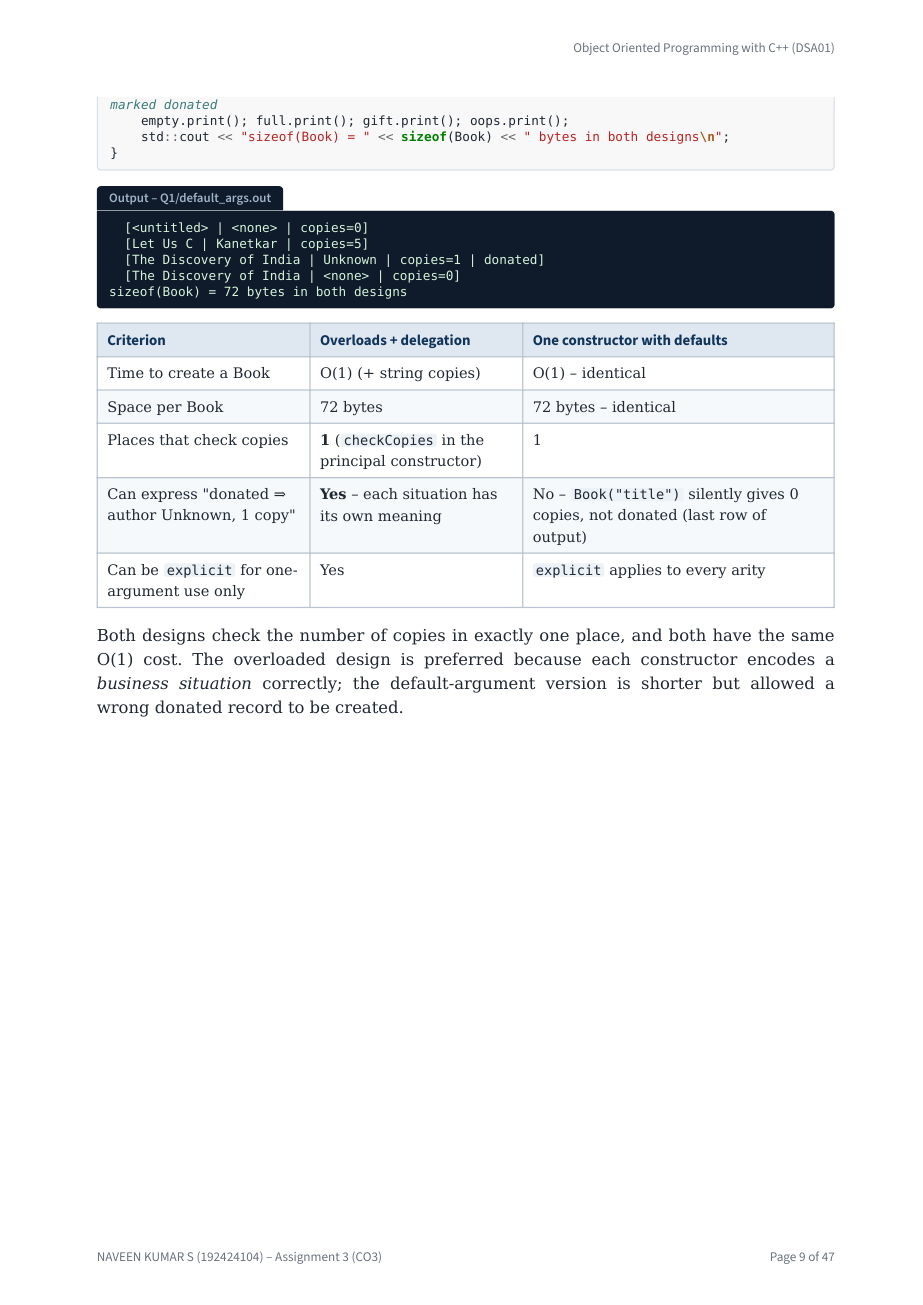 Object Oriented Programming with C++ (DSA01)
marked donated
    empty.print(); full.print(); gift.print(); oops.print();
    std::cout << "sizeof(Book) = " << sizeof(Book) << " bytes in both designs\n";
}
Output – Q1/default_args.out
  [<untitled> | <none> | copies=0]
  [Let Us C | Kanetkar | copies=5]
  [The Discovery of India | Unknown | copies=1 | donated]
  [The Discovery of India | <none> | copies=0]
sizeof(Book) = 72 bytes in both designs
Criterion
Overloads + delegation
One constructor with defaults
Time to create a Book
O(1) (+ string copies)
O(1) – identical
Space per Book
72 bytes
72 bytes – identical
Places that check copies
1 (checkCopies in the
principal constructor)
1
Can express "donated ⇒
author Unknown, 1 copy"
Yes – each situation has
its own meaning
No – Book("title") silently gives 0
copies, not donated (last row of
output)
Can be explicit for one-
argument use only
Yes
explicit applies to every arity
Both designs check the number of copies in exactly one place, and both have the same
O(1) cost. The overloaded design is preferred because each constructor encodes a
business situation correctly; the default-argument version is shorter but allowed a
wrong donated record to be created.
NAVEEN KUMAR S (192424104) – Assignment 3 (CO3)
Page 9 of 47